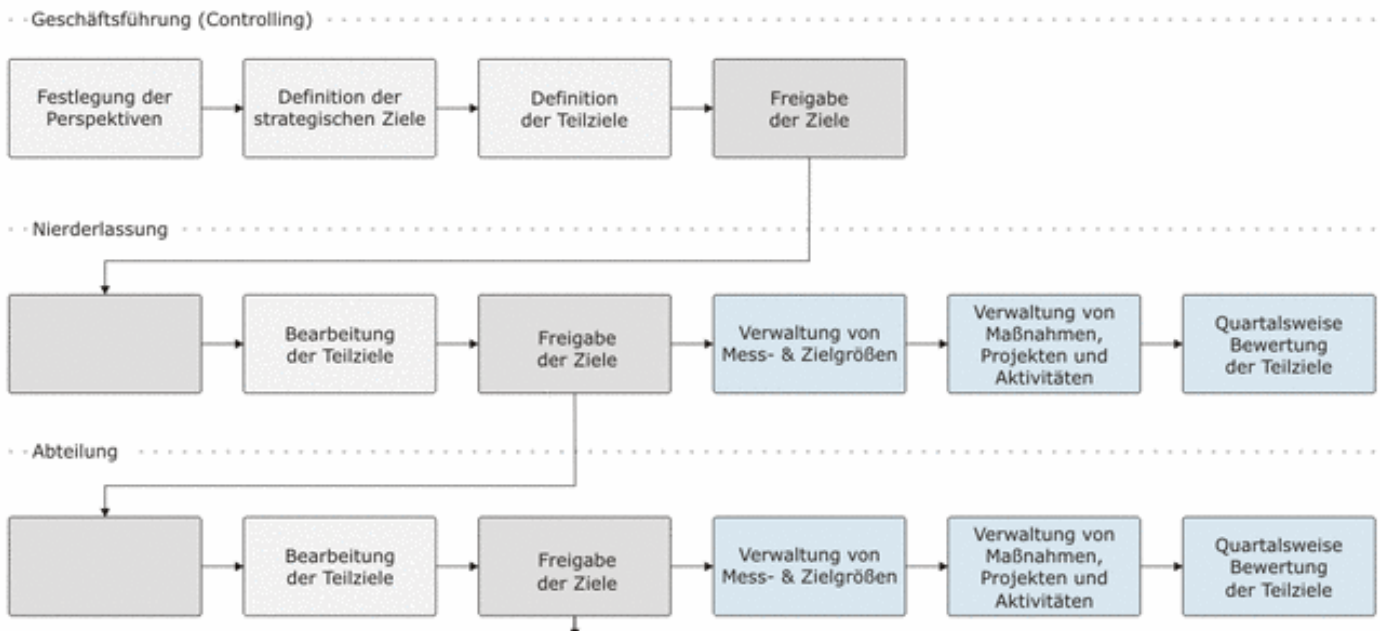 Geschäftsführung (Controlling)
Festlegung der
Perspektiven
Definition der
strategischen Ziele
Definition
der Teilziele
Freigabe
der Ziele
Nierderlassung
Bearbeitung
der Teilziele
Freigabe
der Ziele
Verwaltung von
Mess- & Zielgrößen
Verwaltung von
Maßnahmen,
Projekten und
Aktivitäten
Quartalsweise
Bewertung
der Teilziele
Abteilung
Bearbeitung
der Teilziele
Freigabe
der Ziele
Verwaltung von
Mess- & Zielgrößen
Verwaltung von
Maßnahmen,
Projekten und
Aktivitäten
Quartalsweise
Bewertung
der Teilziele